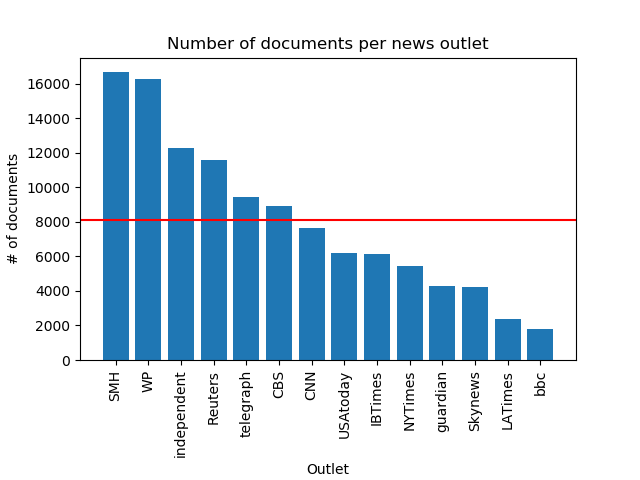 Number of documents per news outlet
# of documents
16000
14000
12000
10000
8000
6000
4000
2000
0
SMH
WP
independent
Reuters
telegraph
CBS
CNN
USAtoday
IBTimes
NYTimes
guardian
Skynews
LATimes
bbc
Outlet